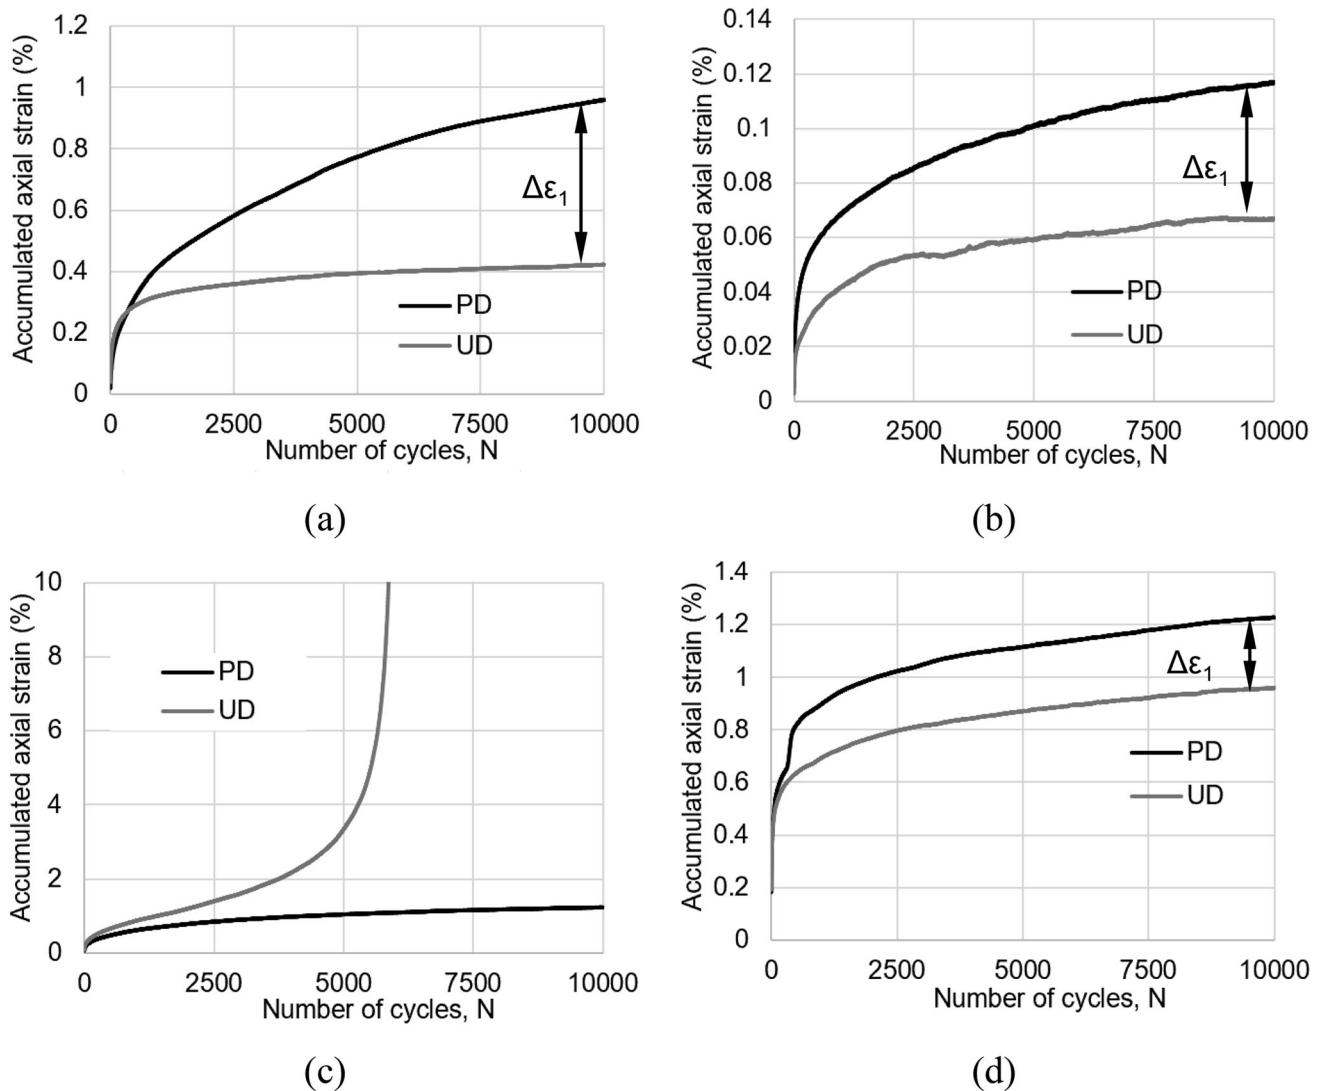 Accumulated axial strain (%)
1.2
1
0.8
0.6
0.4
0.2
0
Δε1
PD
UD
0 2500 5000 7500 10000
Number of cycles, N
(a)
Accumulated axial strain (%)
0.14
0.12
0.1
0.08
0.06
0.04
0.02
0
Δε1
PD
UD
0 2500 5000 7500 10000
Number of cycles, N
(b)
Accumulated axial strain (%)
10
8
6
4
2
0
PD
UD
0 2500 5000 7500 10000
Number of cycles, N
(c)
Accumulated axial strain (%)
1.4
1.2
1
0.8
0.6
0.4
0.2
0
Δε1
PD
UD
0 2500 5000 7500 10000
Number of cycles, N
(d)